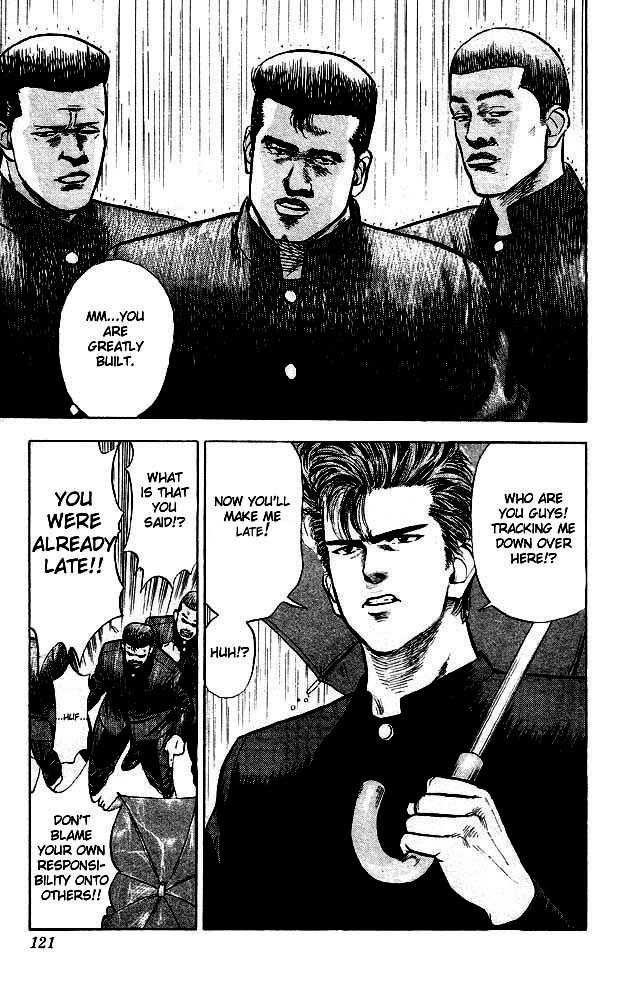 MM...YOU
ARE
GREATLY
BUILT.
WHO ARE
YOU GUYS!
TRACKING ME
DOWN OVER
HERE!?
NOW YOU'LL
MAKE ME
LATE!
HUH!?
WHAT
IS THAT
YOU
SAID!?
YOU
WERE
ALREADY
LATE!!
...HUF...
DON'T
BLAME
YOUR OWN
RESPONSI-
BILITY ONTO
OTHERS!!
121